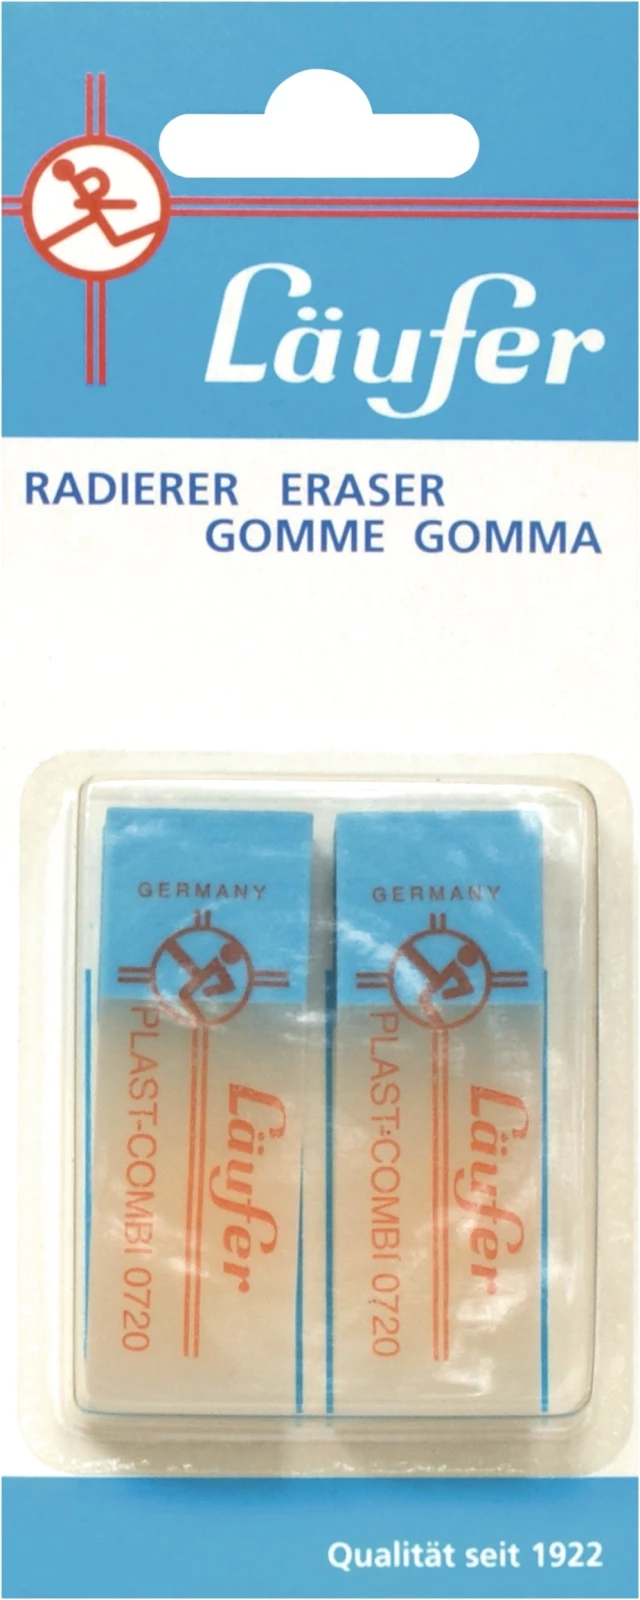 Läufer
RADIERER ERASER
GOMME GOMMA
GERMANY
PLAST-COMBI 0720
Läufer
GERMANY
PLAST-COMBI 0720
Läufer
Qualität seit 1922